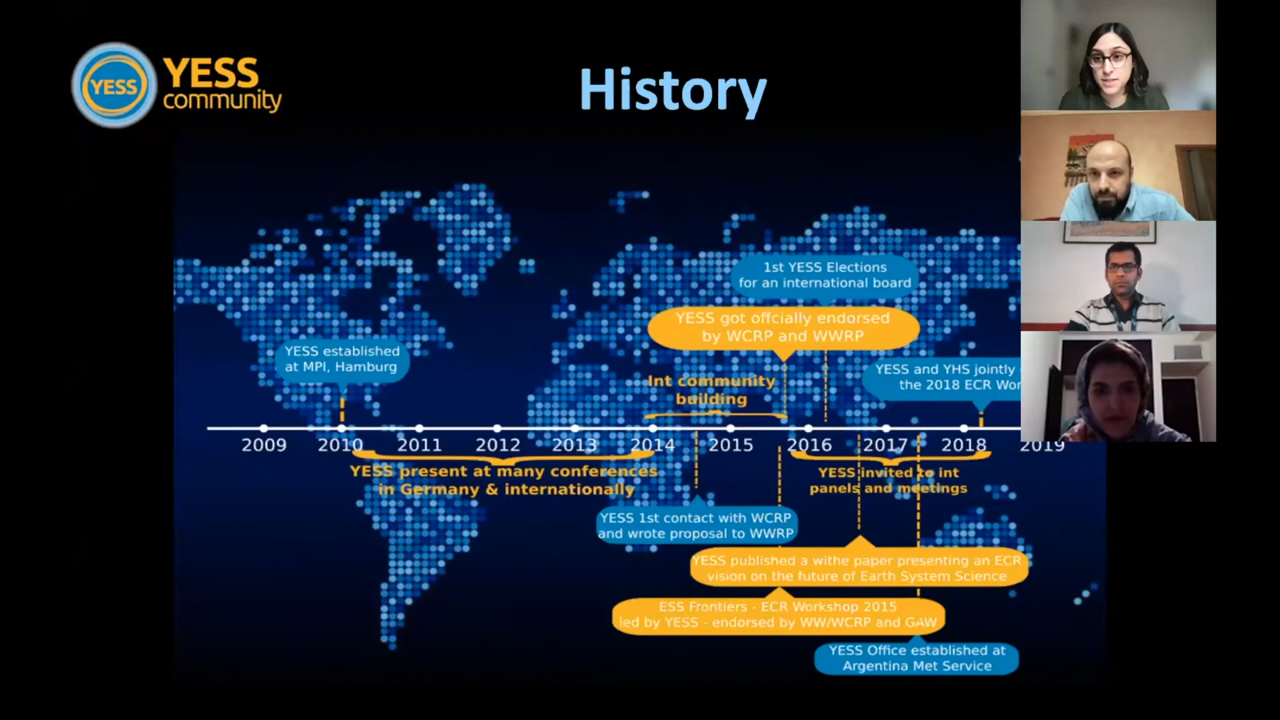 YESS
YESS
community
History
1st YESS Elections
for an international board
YESS got offcially endorsed
by WCRP and WWRP
YESS established
at MPI, Hamburg
YESS and YHS jointly
the 2018 ECR
Int community
building
2009 2010 2011 2012 2013 2014 2015 2016 2017 2018 2019
YESS present at many conferences
in Germany & internationally
YESS invited to int
panels and meetings
YESS 1st contact with WCRP
and wrote proposal to WWRP
YESS published a withe paper presenting an ECR
vision on the future of Earth System Science
ESS Frontiers - ECR Workshop 2015
led by YESS - endorsed by WW/WCRP and GAW
YESS Office established at
Argentina Met Service